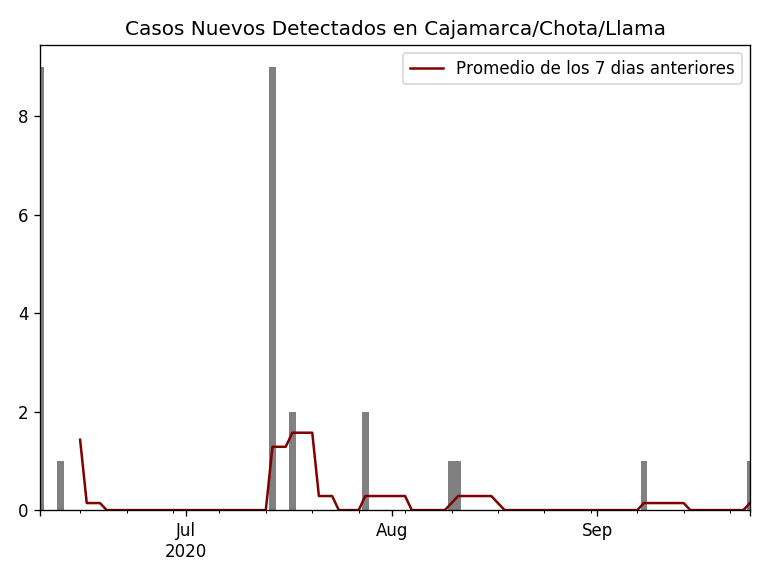 Casos Nuevos Detectados en Cajamarca/Chota/Llama
Promedio de los 7 dias anteriores
8
6
4
2
0
Jul
2020
Aug
Sep